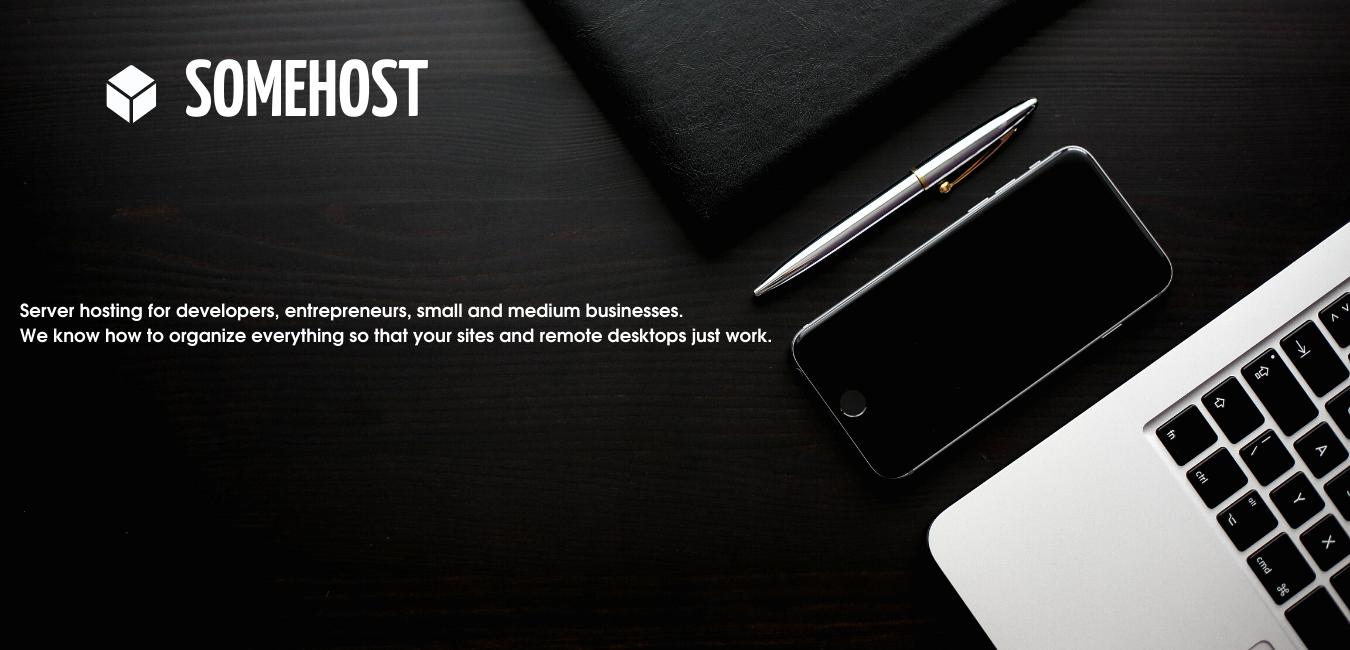 SOMEHOST
Server hosting for developers, entrepreneurs, small and medium businesses.
We know how to organize everything so that your sites and remote desktops just work.
fn
ctrl
alt
cmd
⌘
A
Y
X